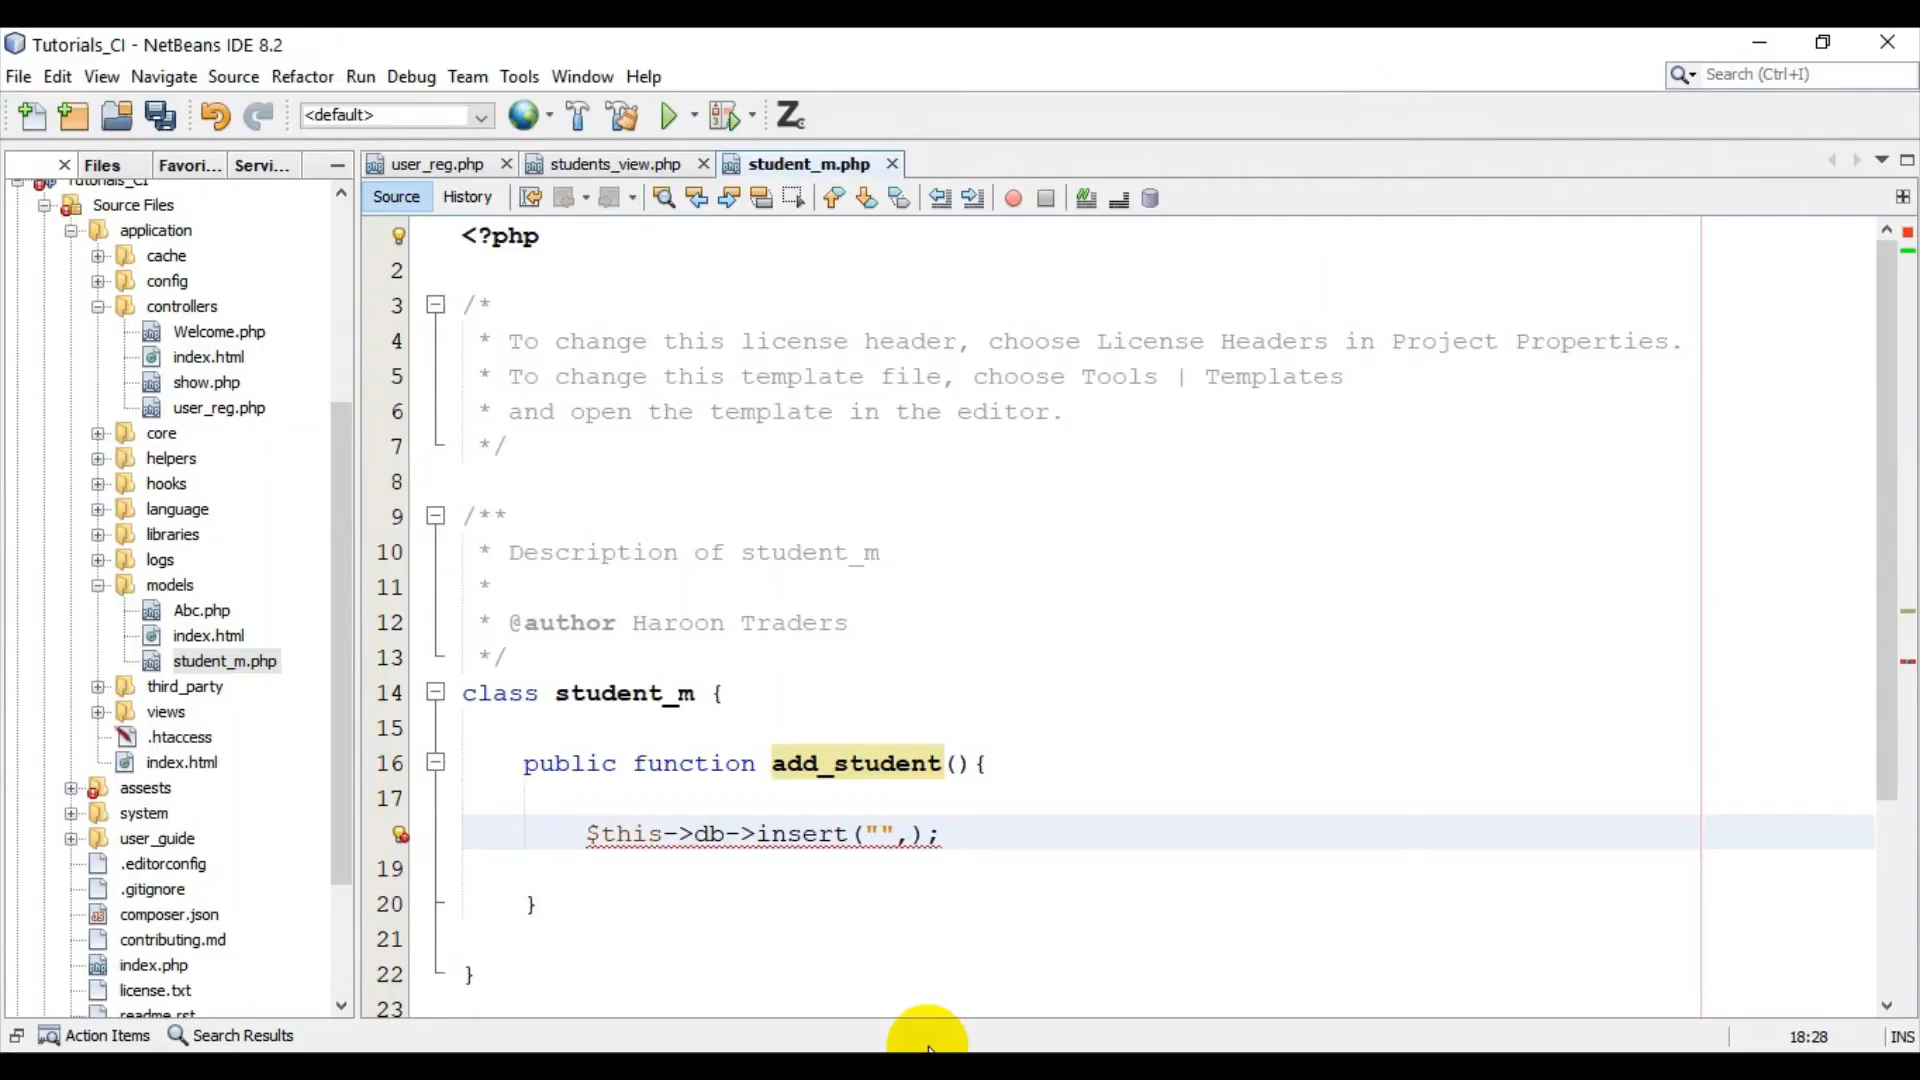 Tutorials_CI - NetBeans IDE 8.2
File Edit View Navigate Source Refactor Run Debug Team Tools Window Help
Search (Ctrl+I)
<default>
Files Favori... Servi...
user_reg.php students_view.php student_m.php
Source History
Tutorials_CI
Source Files
application
cache
config
controllers
Welcome.php
index.html
show.php
user_reg.php
core
helpers
hooks
language
libraries
logs
models
Abc.php
index.html
student_m.php
third_party
views
.htaccess
index.html
assests
system
user_guide
.editorconfig
.gitignore
composer.json
contributing.md
index.php
license.txt
readme.rst
<?php
2
3 /*
4 * To change this license header, choose License Headers in Project Properties.
5 * To change this template file, choose Tools | Templates
6 * and open the template in the editor.
7 */
8
9 /**
10 * Description of student_m
11 *
12 * @author Haroon Traders
13 */
14 class student_m {
15
16 public function add_student(){
17
$this->db->insert("",);
19
20 }
21
22 }
23
Action Items Search Results
18:28 INS